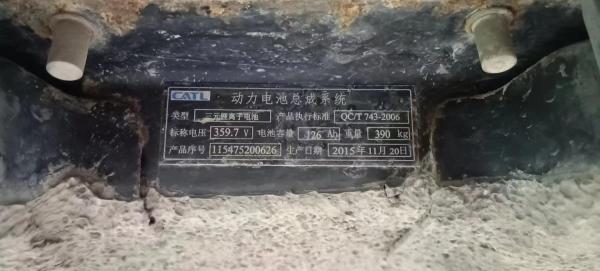 CATL 动力电池总成系统
类型 三元锂离子电池 产品执行标准 QC/T 743-2006
标称电压 359.7 V 电池容量 126 Ah 重量 390 kg
产品序号 115475200626 生产日期 2015年11月20日